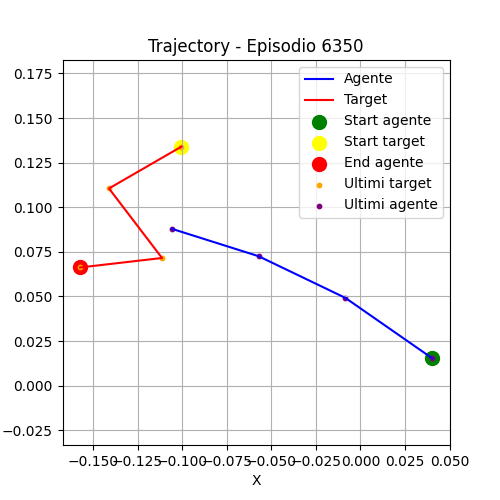 Trajectory - Episodio 6350
Agente
Target
Start agente
Start target
End agente
Ultimi target
Ultimi agente
0.175
0.150
0.125
0.100
0.075
0.050
0.025
0.000
−0.025
−0.150 −0.125 −0.100 −0.075 −0.050 −0.025 0.000 0.025 0.050
X